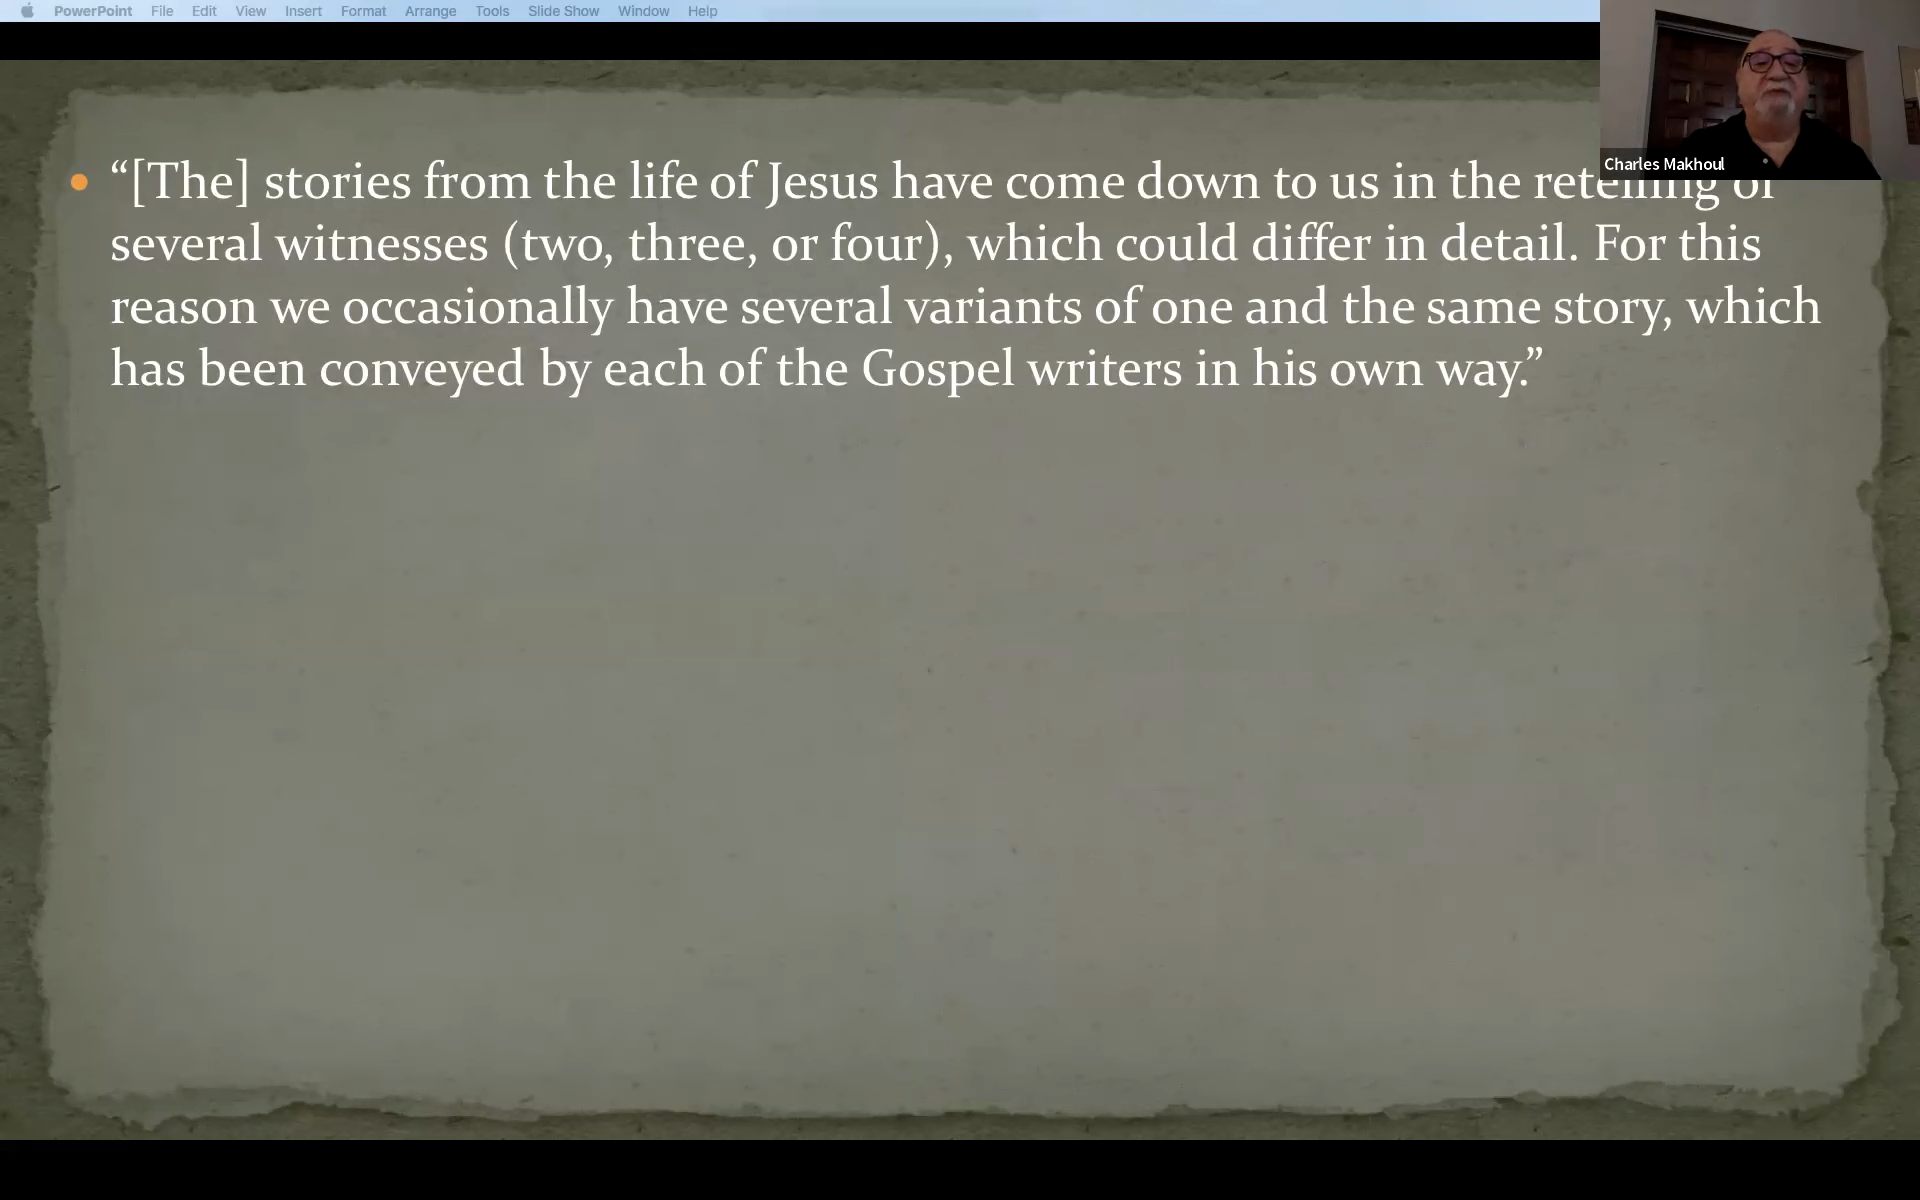 PowerPoint File Edit View Insert Format Arrange Tools Slide Show Window Help
Charles Makhoul
“[The] stories from the life of Jesus have come down to us in the retelling of
several witnesses (two, three, or four), which could differ in detail. For this
reason we occasionally have several variants of one and the same story, which
has been conveyed by each of the Gospel writers in his own way.”